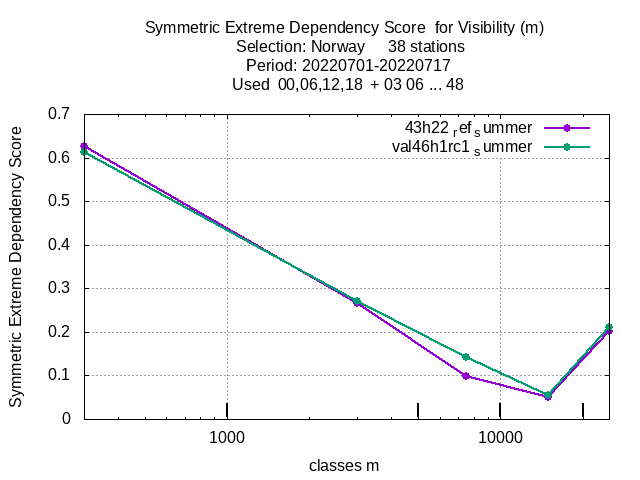 Symmetric Extreme Dependency Score for Visibility (m)
Selection: Norway 38 stations
Period: 20220701-20220717
Used 00,06,12,18 + 03 06 ... 48
43h22 ref summer
val46h1rc1 summer
Symmetric Extreme Dependency Score
0.7
0.6
0.5
0.4
0.3
0.2
0.1
0
1000 10000
classes m